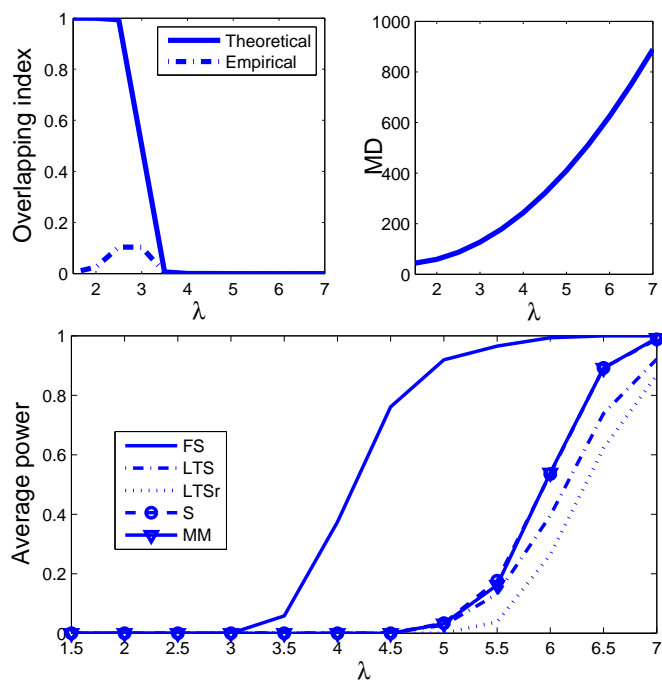 Overlapping index
1
0.8
0.6
0.4
0.2
0
Theoretical
Empirical
2 3 4 5 6 7
λ
MD
1000
800
600
400
200
0
2 3 4 5 6 7
λ
Average power
1
0.8
0.6
0.4
0.2
0
FS
LTS
LTSr
S
MM
1.5 2 2.5 3 3.5 4 4.5 5 5.5 6 6.5 7
λ